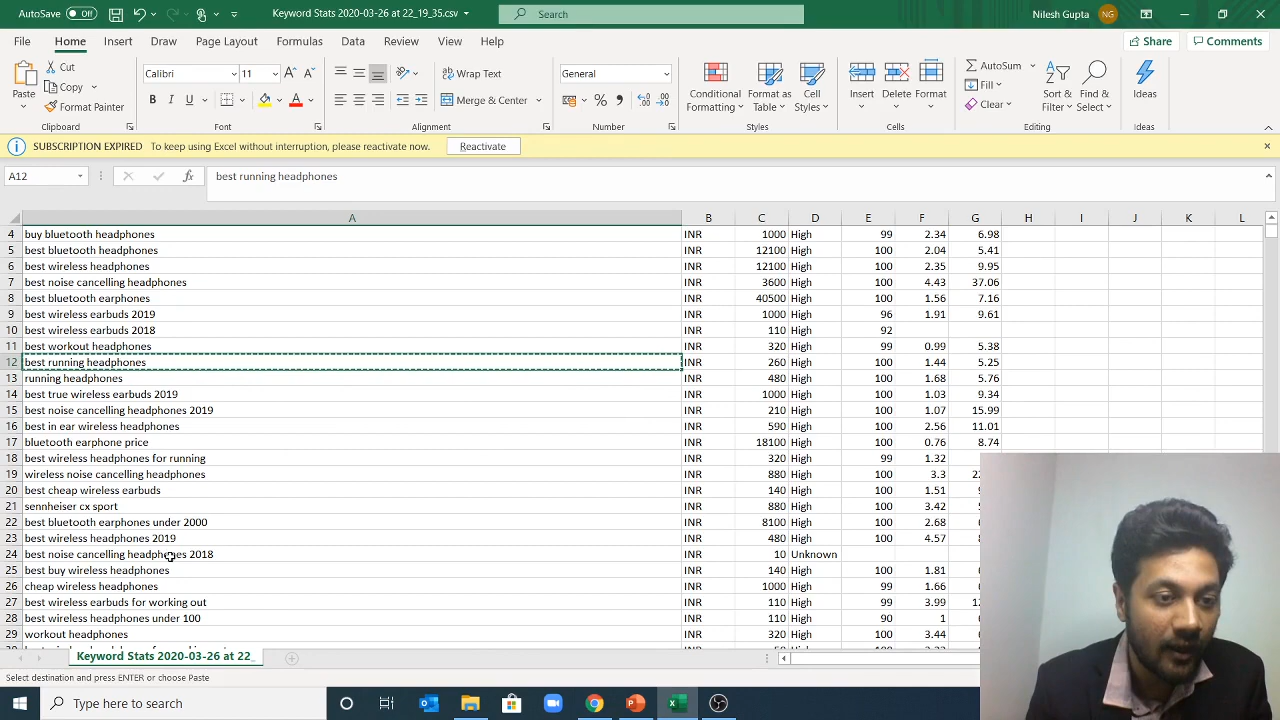 AutoSave Off Keyword Stats 2020-03-26 at 22_19_35.csv Search Nilesh Gupta NG
File Home Insert Draw Page Layout Formulas Data Review View Help Share Comments
Paste Cut Copy Format Painter Clipboard
Calibri 11 A A B I U A Font
ab Wrap Text Merge & Center Alignment
General % , Number
Conditional Formatting Format as Table Cell Styles Styles
Insert Delete Format Cells
AutoSum Fill Clear Sort & Filter Find & Select Editing
Ideas Ideas
SUBSCRIPTION EXPIRED To keep using Excel without interruption, please reactivate now. Reactivate
A12 fx best running headphones
A B C D E F G H I J K L
4 buy bluetooth headphones INR 1000 High 99 2.34 6.98
5 best bluetooth headphones INR 12100 High 100 2.04 5.41
6 best wireless headphones INR 12100 High 100 2.35 9.95
7 best noise cancelling headphones INR 3600 High 100 4.43 37.06
8 best bluetooth earphones INR 40500 High 100 1.56 7.16
9 best wireless earbuds 2019 INR 1000 High 96 1.91 9.61
10 best wireless earbuds 2018 INR 110 High 92
11 best workout headphones INR 320 High 99 0.99 5.38
12 best running headphones INR 260 High 100 1.44 5.25
13 running headphones INR 480 High 100 1.68 5.76
14 best true wireless earbuds 2019 INR 1000 High 100 1.03 9.34
15 best noise cancelling headphones 2019 INR 210 High 100 1.07 15.99
16 best in ear wireless headphones INR 590 High 100 2.56 11.01
17 bluetooth earphone price INR 18100 High 100 0.76 8.74
18 best wireless headphones for running INR 320 High 100 1.32
19 wireless noise cancelling headphones INR 880 High 100 3.3
20 best cheap wireless earbuds INR 140 High 100 1.51
21 sennheiser cx sport INR 880 High 100 3.42
22 best bluetooth earphones under 2000 INR 8100 High 100 2.68
23 best wireless headphones 2019 INR 480 High 100 4.57
24 best noise cancelling headphones 2018 INR 10 Unknown
25 best buy wireless headphones INR 140 High 100 1.81
26 cheap wireless headphones INR 1000 High 99 1.66
27 best wireless earbuds for working out INR 110 High 99 3.99
28 best wireless headphones under 100 INR 110 High 90 1
29 workout headphones INR 320 High 100 3.44
Keyword Stats 2020-03-26 at 22_
Select destination and press ENTER or choose Paste
Type here to search